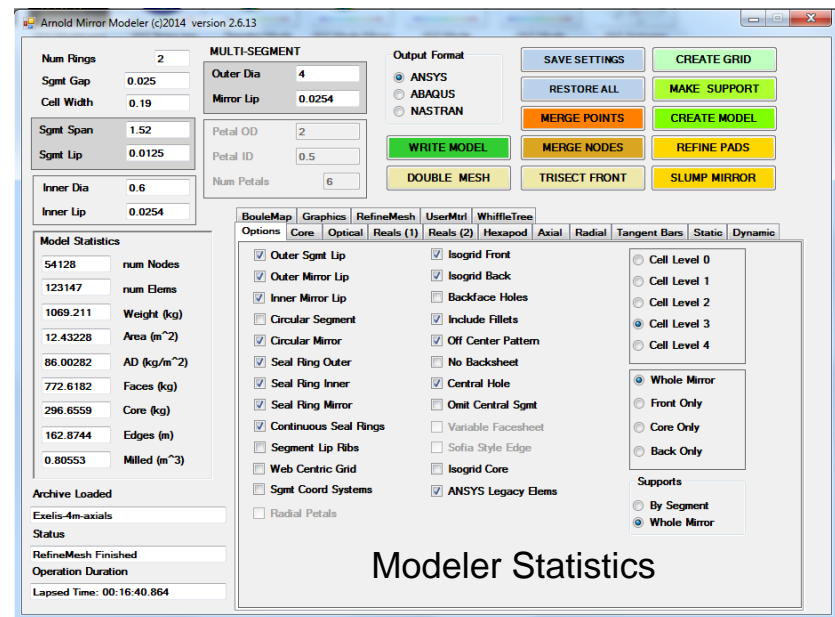 Arnold Mirror Modeler (c)2014 version 2.6.13
Num Rings 2
Sgmt Gap 0.025
Cell Width 0.19
Sgmt Span 1.52
Sgmt Lip 0.0125
Inner Dia 0.6
Inner Lip 0.0254
MULTI-SEGMENT
Outer Dia 4
Mirror Lip 0.0254
Petal OD 2
Petal ID 0.5
Num Petals 6
Output Format
ANSYS
ABAQUS
NASTRAN
WRITE MODEL
DOUBLE MESH
SAVE SETTINGS
CREATE GRID
RESTORE ALL
MAKE SUPPORT
MERGE POINTS
CREATE MODEL
MERGE NODES
REFINE PADS
TRISECT FRONT
SLUMP MIRROR
Model Statistics
54128 num Nodes
123147 num Elems
1069.211 Weight (kg)
12.43228 Area (m^2)
86.00282 AD (kg/m^2)
772.6182 Faces (kg)
296.6559 Core (kg)
162.8744 Edges (m)
0.80553 Milled (m^3)
Archive Loaded
Exelis-4m-axials
Status
RefineMesh Finished
Operation Duration
Lapsed Time: 00:16:40.864
BouleMap Graphics RefineMesh UserMtrl WhiffleTree
Options Core Optical Reals (1) Reals (2) Hexapod Axial Radial Tangent Bars Static Dynamic
Outer Sgmt Lip
Outer Mirror Lip
Inner Mirror Lip
Circular Segment
Circular Mirror
Seal Ring Outer
Seal Ring Inner
Seal Ring Mirror
Continuous Seal Rings
Segment Lip Ribs
Web Centric Grid
Sgmt Coord Systems
Radial Petals
Isogrid Front
Isogrid Back
Backface Holes
Include Fillets
Off Center Pattern
No Backsheet
Central Hole
Omit Central Sgmt
Variable Facesheet
Sofia Style Edge
Isogrid Core
ANSYS Legacy Elems
Cell Level 0
Cell Level 1
Cell Level 2
Cell Level 3
Cell Level 4
Whole Mirror
Front Only
Core Only
Back Only
Supports
By Segment
Whole Mirror
Modeler Statistics